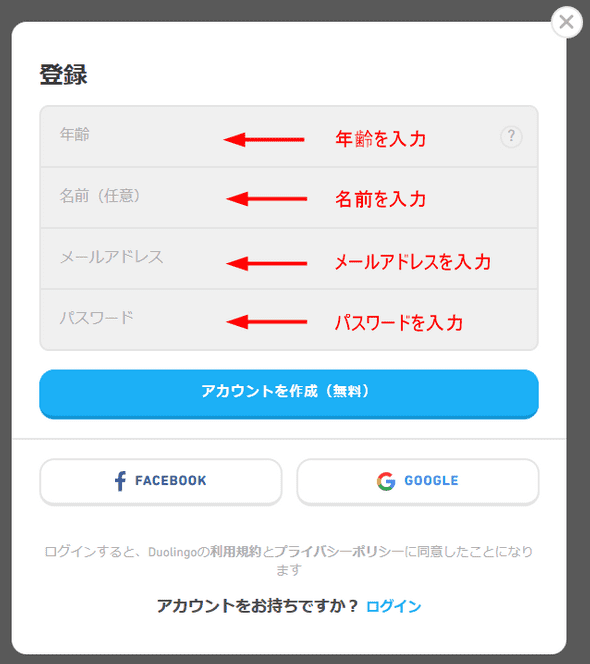 登録
年齢 年齢を入力 ?
名前（任意） 名前を入力
メールアドレス メールアドレスを入力
パスワード パスワードを入力
アカウントを作成（無料）
FACEBOOK GOOGLE
ログインすると、Duolingoの利用規約とプライバシーポリシーに同意したことになり
ます
アカウントをお持ちですか？ ログイン